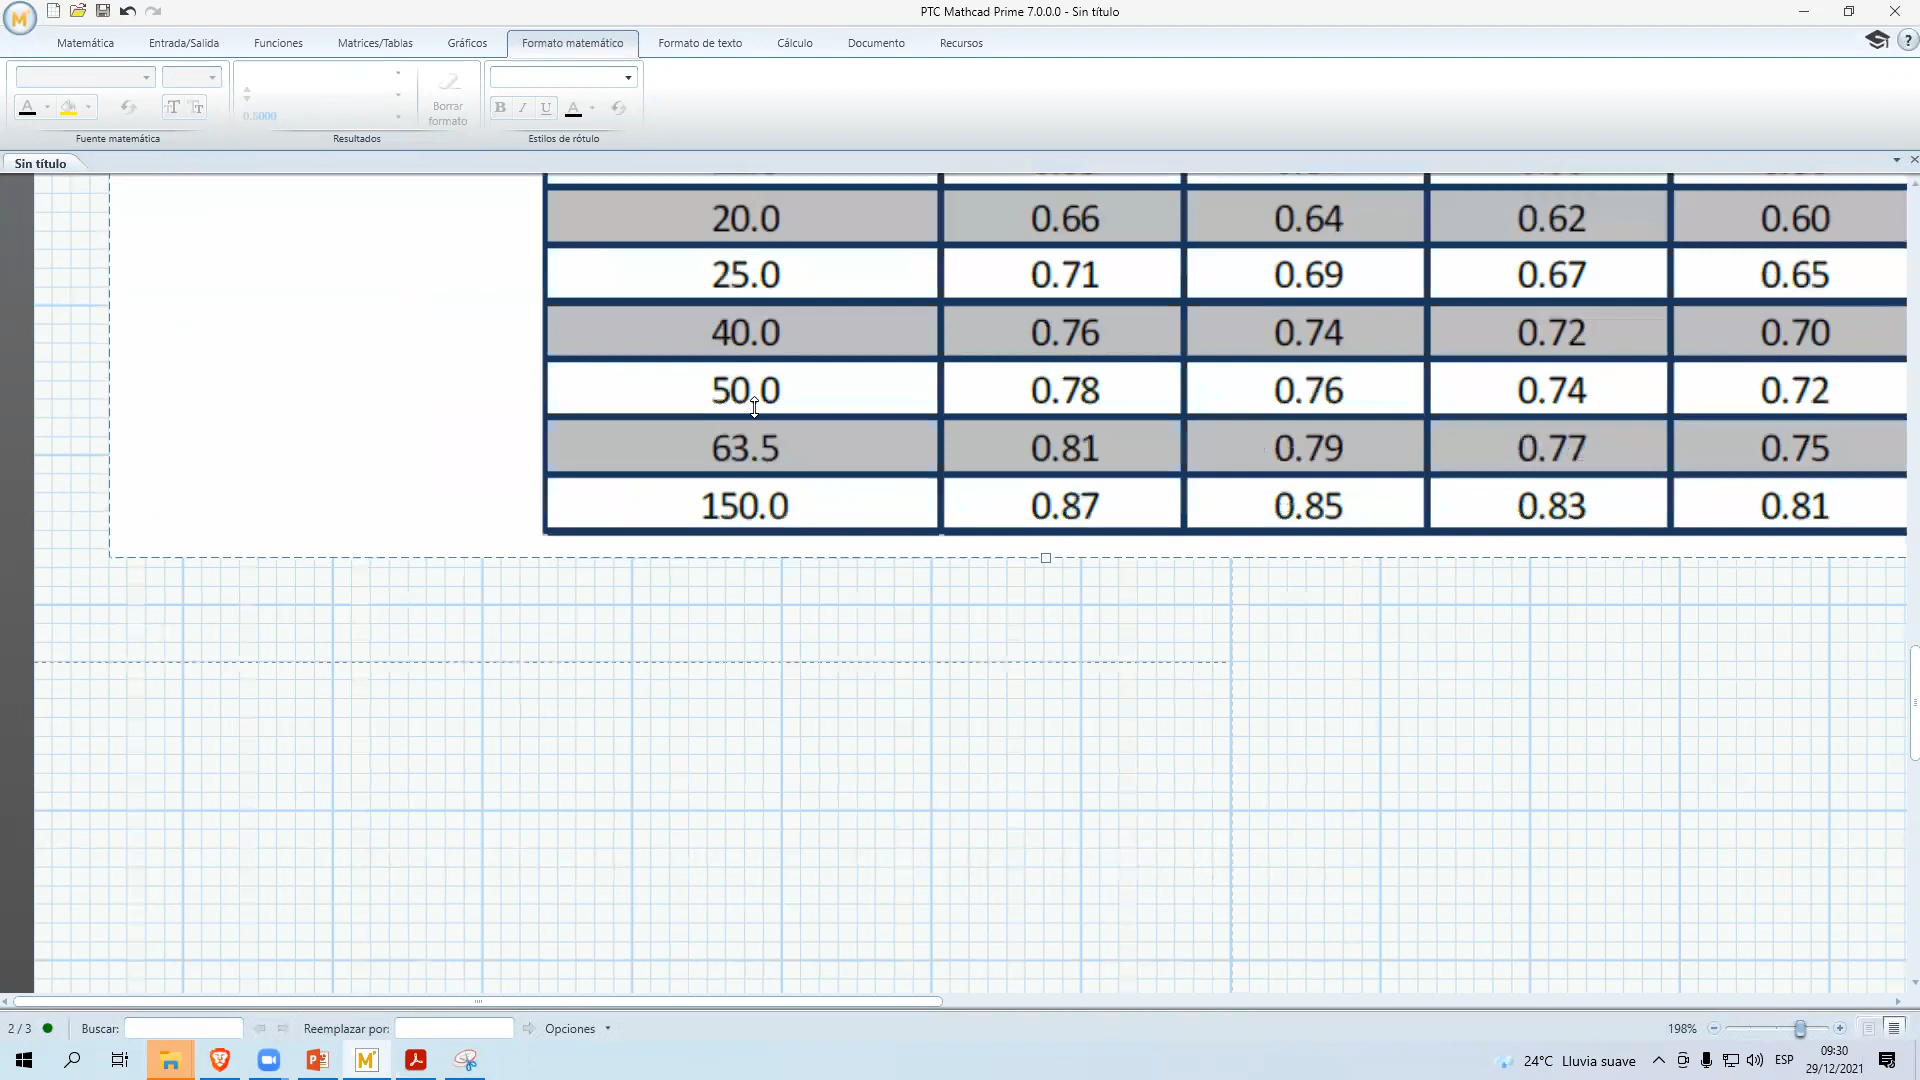 PTC Mathcad Prime 7.0.0.0 - Sin título
Matemática Entrada/Salida Funciones Matrices/Tablas Gráficos Formato matemático Formato de texto Cálculo Documento Recursos
0.5000
Borrar
formato
B I U A
Fuente matemática Resultados Estilos de rótulo
Sin título
20.0 0.66 0.64 0.62 0.60
25.0 0.71 0.69 0.67 0.65
40.0 0.76 0.74 0.72 0.70
50.0 0.78 0.76 0.74 0.72
63.5 0.81 0.79 0.77 0.75
150.0 0.87 0.85 0.83 0.81
2 / 3 Buscar: Reemplazar por: Opciones 198%
24°C Lluvia suave ESP 09:30
29/12/2021